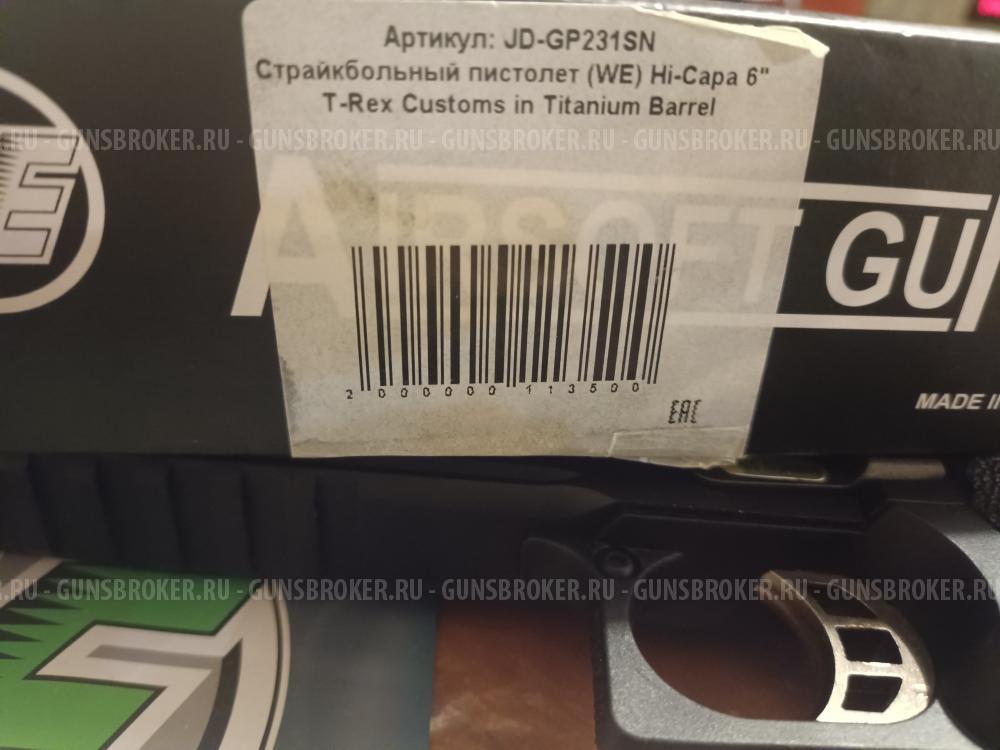 Артикул: JD-GP231SN
Страйкбольный пистолет (WE) Hi-Capa 6"
T-Rex Customs in Titanium Barrel
GUNSBROKER.RU - GUNSBROKER.RU - GUNSBROKER.RU - GUNSBROKER.RU - GUNSBROKER.RU
E
AIRSOFT GU
2 000000 113500
EAC
MADE
GUNSBROKER.RU - GUNSBROKER.RU - GUNSBROKER.RU - GUNSBROKER.RU - GUNSBROKER.RU